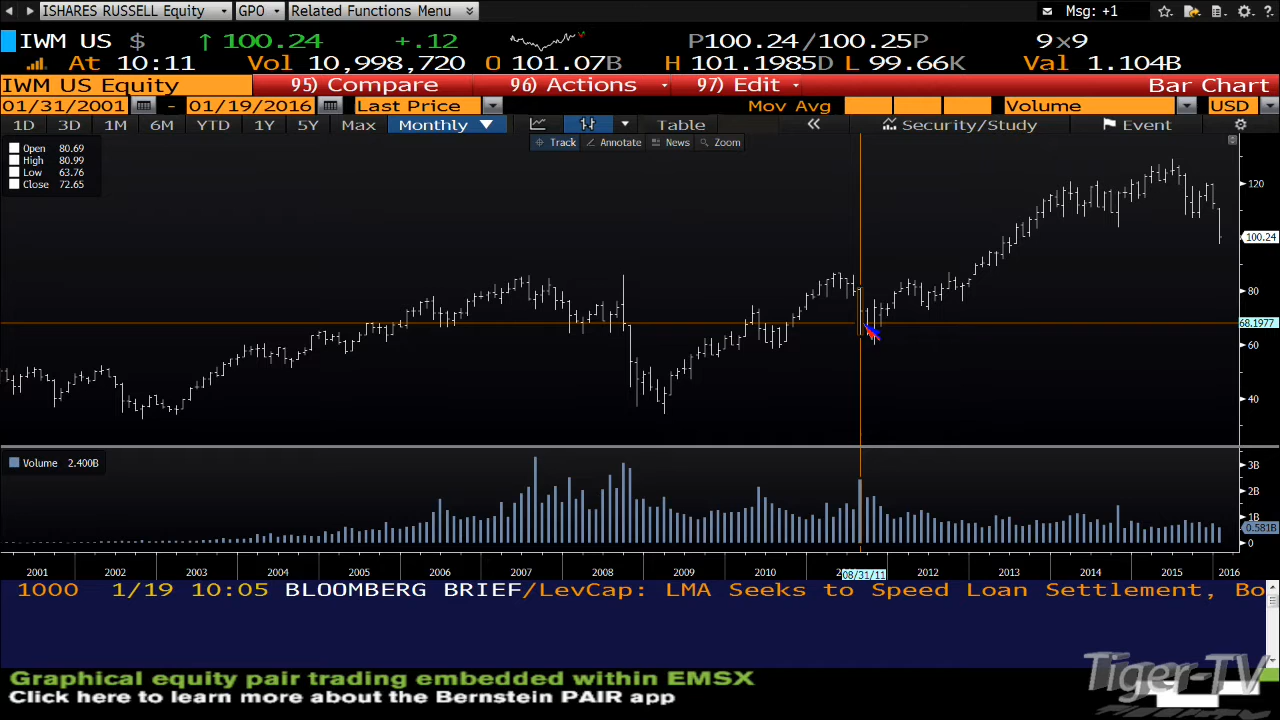 ISHARES RUSSELL Equity GPO Related Functions Menu Msg: +1
IWM US $ ↑ 100.24 +.12 P100.24/100.25P 9x9
At 10:11 Vol 10,998,720 O 101.07B H 101.1985D L 99.66K Val 1.104B
IWM US Equity 95) Compare 96) Actions 97) Edit Bar Chart
01/31/2001 - 01/19/2016 Last Price Mov Avg Volume USD
1D 3D 1M 6M YTD 1Y 5Y Max Monthly ▼ Table « Security/Study Event
Track Annotate News Zoom
Open 80.69
High 80.99
Low 63.76
Close 72.65
120
100.24
80
68.1977
60
40
Volume 2.400B
3B
2B
1B
0.581B
0
2001 2002 2003 2004 2005 2006 2007 2008 2009 2010 08/31/11 2012 2013 2014 2015 2016
1000 1/19 10:05 BLOOMBERG BRIEF/LevCap: LMA Seeks to Speed Loan Settlement, Bo
Graphical equity pair trading embedded within EMSX
Click here to learn more about the Bernstein PAIR app
Tiger-TV